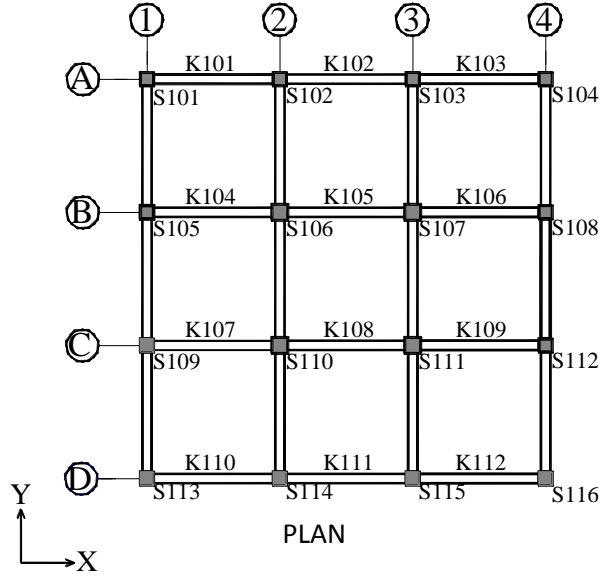 1 2 3 4
K101 K102 K103
A
S101 S102 S103 S104
K104 K105 K106
B
S105 S106 S107 S108
K107 K108 K109
C
S109 S110 S111 S112
K110 K111 K112
D
S113 S114 S115 S116
Y
PLAN
X